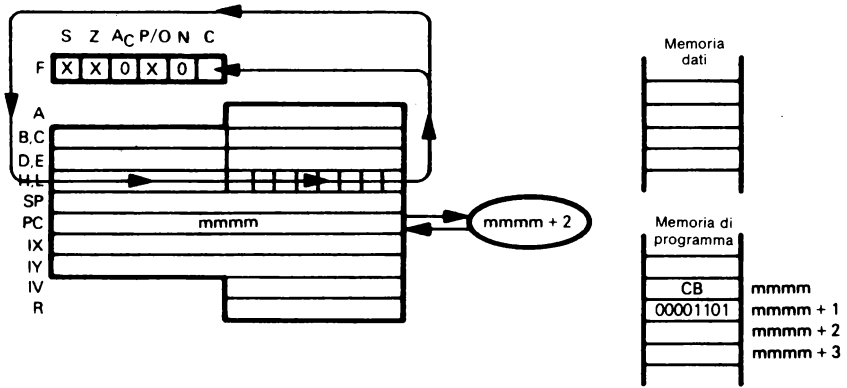 S Z AC P/O N C
F X X 0 X 0
A
B,C
D,E
H,L
SP
PC mmmm
IX
IY
IV
R
mmmm + 2
Memoria
dati
Memoria di
programma
CB mmmm
00001101 mmmm + 1
mmmm + 2
mmmm + 3